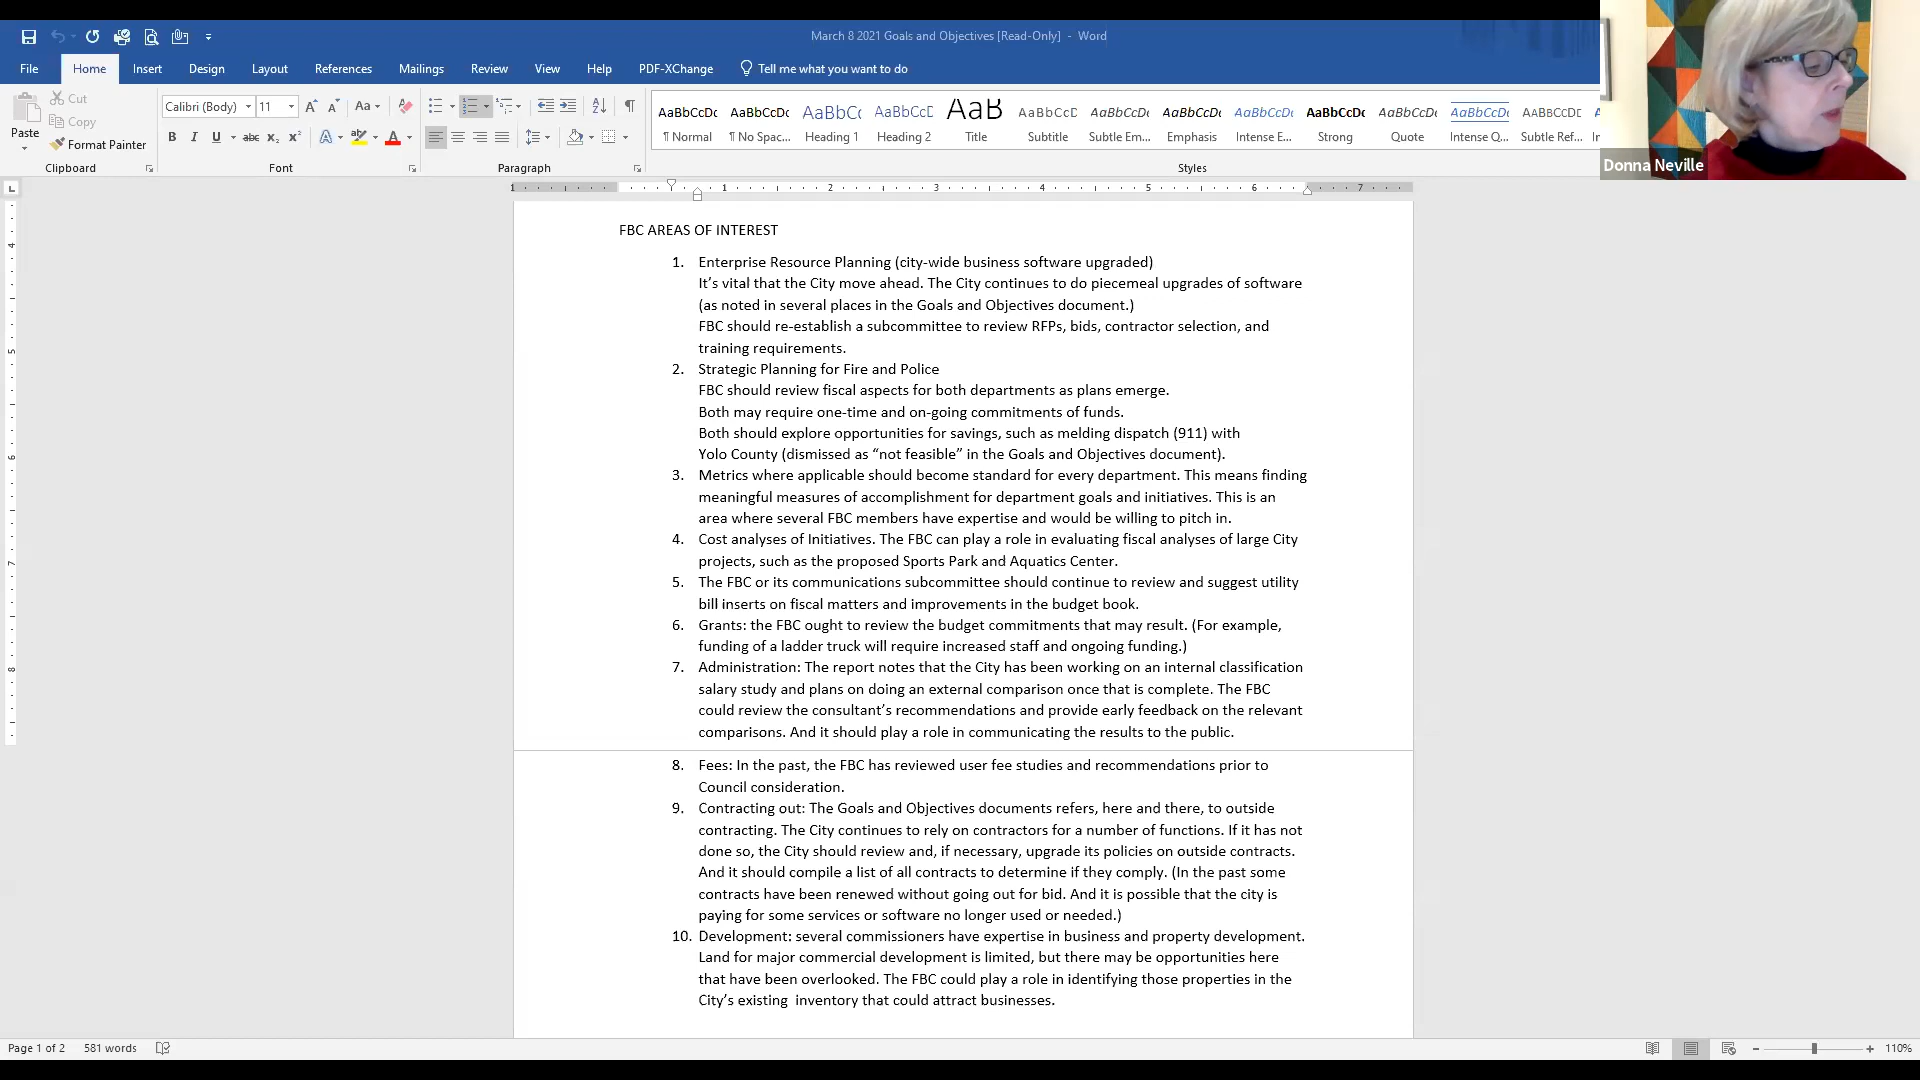 March 8 2021 Goals and Objectives [Read-Only] - Word
File Home Insert Design Layout References Mailings Review View Help PDF-XChange Tell me what you want to do
Paste
Cut
Copy
Format Painter
Clipboard
Calibri (Body) 11
Font
Paragraph
AaBbCcDc AaBbCcDc AaBbCc AaBbCcD AaB AaBbCcD AaBbCcDc AaBbCcDc AaBbCcDc AaBbCcDc AaBbCcDc AaBbCcDc AaBbCcDc
¶ Normal ¶ No Spac... Heading 1 Heading 2 Title Subtitle Subtle Em... Emphasis Intense E... Strong Quote Intense Q... Subtle Ref...
Styles
Donna Neville
FBC AREAS OF INTEREST
1. Enterprise Resource Planning (city-wide business software upgraded)
It’s vital that the City move ahead. The City continues to do piecemeal upgrades of software
(as noted in several places in the Goals and Objectives document.)
FBC should re-establish a subcommittee to review RFPs, bids, contractor selection, and
training requirements.
2. Strategic Planning for Fire and Police
FBC should review fiscal aspects for both departments as plans emerge.
Both may require one-time and on-going commitments of funds.
Both should explore opportunities for savings, such as melding dispatch (911) with
Yolo County (dismissed as “not feasible” in the Goals and Objectives document).
3. Metrics where applicable should become standard for every department. This means finding
meaningful measures of accomplishment for department goals and initiatives. This is an
area where several FBC members have expertise and would be willing to pitch in.
4. Cost analyses of Initiatives. The FBC can play a role in evaluating fiscal analyses of large City
projects, such as the proposed Sports Park and Aquatics Center.
5. The FBC or its communications subcommittee should continue to review and suggest utility
bill inserts on fiscal matters and improvements in the budget book.
6. Grants: the FBC ought to review the budget commitments that may result. (For example,
funding of a ladder truck will require increased staff and ongoing funding.)
7. Administration: The report notes that the City has been working on an internal classification
salary study and plans on doing an external comparison once that is complete. The FBC
could review the consultant’s recommendations and provide early feedback on the relevant
comparisons. And it should play a role in communicating the results to the public.
8. Fees: In the past, the FBC has reviewed user fee studies and recommendations prior to
Council consideration.
9. Contracting out: The Goals and Objectives documents refers, here and there, to outside
contracting. The City continues to rely on contractors for a number of functions. If it has not
done so, the City should review and, if necessary, upgrade its policies on outside contracts.
And it should compile a list of all contracts to determine if they comply. (In the past some
contracts have been renewed without going out for bid. And it is possible that the city is
paying for some services or software no longer used or needed.)
10. Development: several commissioners have expertise in business and property development.
Land for major commercial development is limited, but there may be opportunities here
that have been overlooked. The FBC could play a role in identifying those properties in the
City’s existing inventory that could attract businesses.
Page 1 of 2 581 words 110%